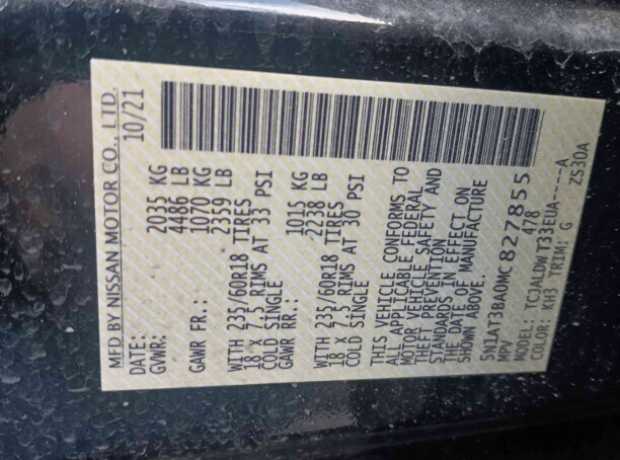 MFD BY NISSAN MOTOR CO., LTD.
DATE: 10/21
GVWR: 2035 KG
4486 LB
GAWR FR.: 1070 KG
2359 LB
WITH 235/60R18 TIRES
18 X 7.5 RIMS AT 33 PSI
COLD SINGLE
GAWR RR.: 1015 KG
2238 LB
WITH 235/60R18 TIRES
18 X 7.5 RIMS AT 30 PSI
COLD SINGLE
THIS VEHICLE CONFORMS TO
ALL APPLICABLE FEDERAL
MOTOR VEHICLE SAFETY AND
THEFT PREVENTION
STANDARDS IN EFFECT ON
THE DATE OF MANUFACTURE
SHOWN ABOVE.
5N1AT3BA0MC827855
MPV 478
MODEL: TCJALDWT33EUA----A
COLOR: KH3 TRIM: G ZS30A